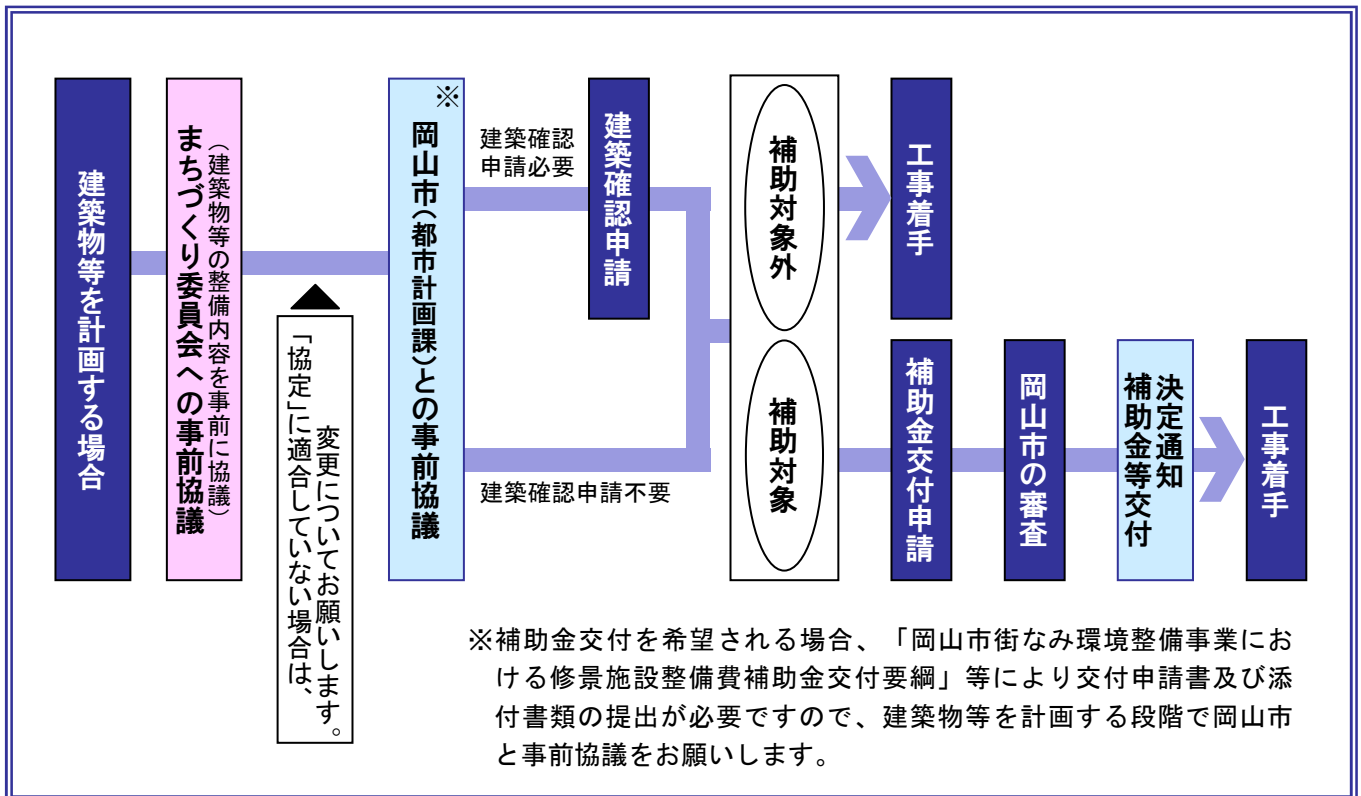 建築物等を計画する場合
まちづくり委員会への事前協議
（建築物等の整備内容を事前に協議）
「協定」に適合していない場合は、
変更についてお願いします。
※
岡山市（都市計画課）との事前協議
建築確認
申請必要
建築確認申請不要
建築確認申請
補助対象外
工事着手
補助対象
補助金交付申請
岡山市の審査
補助金等交付
決定通知
工事着手
※補助金交付を希望される場合、「岡山市街なみ環境整備事業にお
ける修景施設整備費補助金交付要綱」等により交付申請書及び添
付書類の提出が必要ですので、建築物等を計画する段階で岡山市
と事前協議をお願いします。